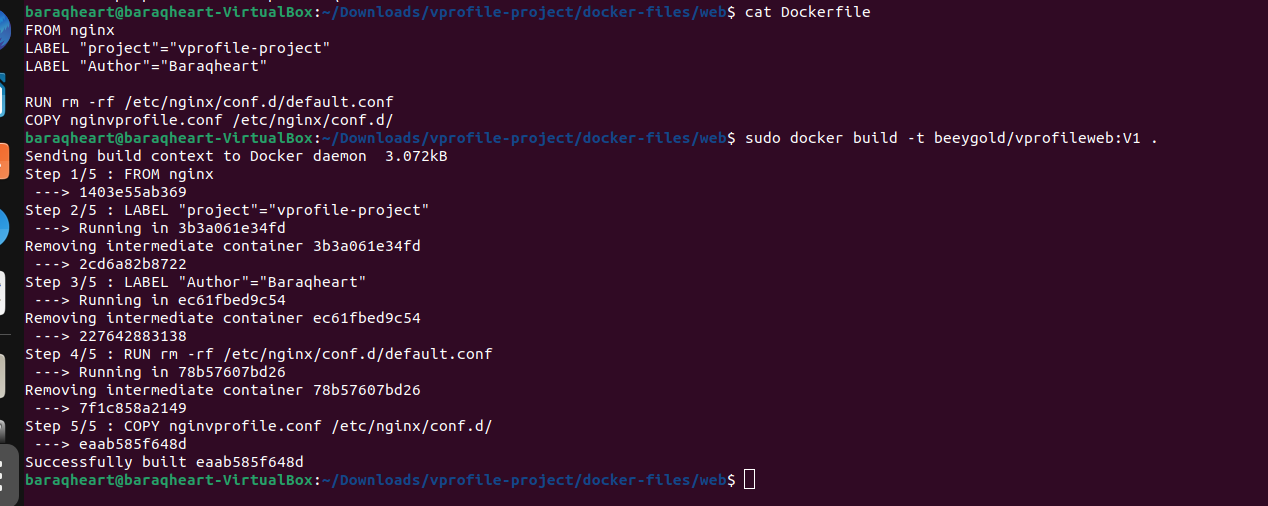 baraqheart@baraqheart-VirtualBox:~/Downloads/vprofile-project/docker-files/web$ cat Dockerfile
FROM nginx
LABEL "project"="vprofile-project"
LABEL "Author"="Baraqheart"
RUN rm -rf /etc/nginx/conf.d/default.conf
COPY nginvprofile.conf /etc/nginx/conf.d/
baraqheart@baraqheart-VirtualBox:~/Downloads/vprofile-project/docker-files/web$ sudo docker build -t beeygold/vprofileweb:V1 .
Sending build context to Docker daemon  3.072kB
Step 1/5 : FROM nginx
 ---> 1403e55ab369
Step 2/5 : LABEL "project"="vprofile-project"
 ---> Running in 3b3a061e34fd
Removing intermediate container 3b3a061e34fd
 ---> 2cd6a82b8722
Step 3/5 : LABEL "Author"="Baraqheart"
 ---> Running in ec61fbed9c54
Removing intermediate container ec61fbed9c54
 ---> 227642883138
Step 4/5 : RUN rm -rf /etc/nginx/conf.d/default.conf
 ---> Running in 78b57607bd26
Removing intermediate container 78b57607bd26
 ---> 7f1c858a2149
Step 5/5 : COPY nginvprofile.conf /etc/nginx/conf.d/
 ---> eaab585f648d
Successfully built eaab585f648d
baraqheart@baraqheart-VirtualBox:~/Downloads/vprofile-project/docker-files/web$